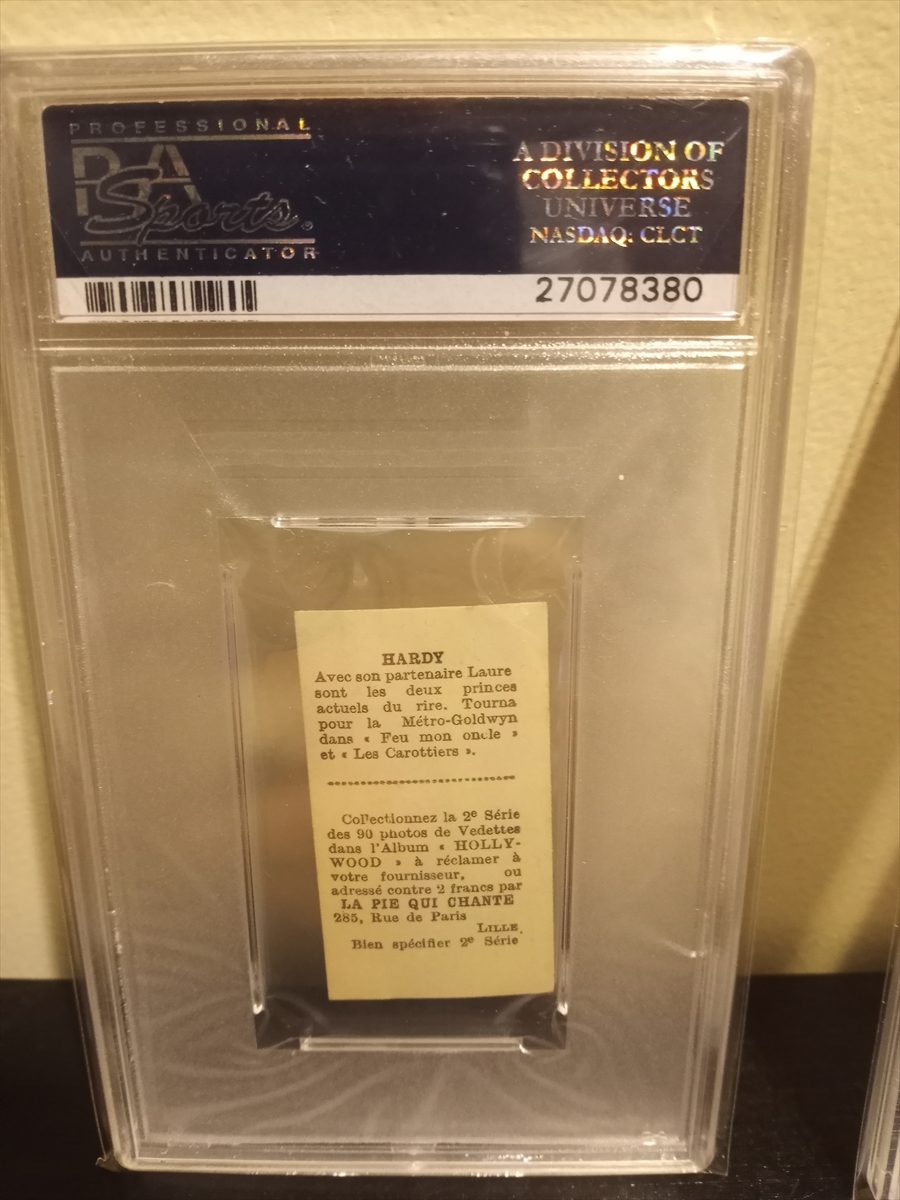 PROFESSIONAL
PSA
Sports
AUTHENTICATOR
A DIVISION OF
COLLECTORS
UNIVERSE
NASDAQ: CLCT
27078380
HARDY
Avec son partenaire Laure
sont les deux princes
actuels du rire. Tourna
pour la Métro-Goldwyn
dans « Feu mon oncle »
et « Les Carottiers ».
Collectionnez la 2e Série
des 90 photos de Vedettes
dans l'Album « HOLLY-
WOOD » à réclamer à
votre fournisseur, ou
adressé contre 2 francs par
LA PIE QUI CHANTE
285, Rue de Paris
LILLE.
Bien spécifier 2e Série